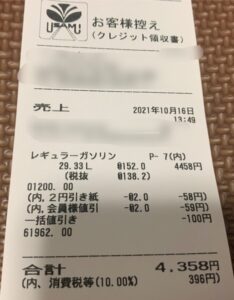 USAMI
お客様控え
(クレジット領収書)
売上 2021年10月16日
13:49
レギュラーガソリン P- 7(内)
29.33L @152.0 4458円
(税抜 @138.2)
01200. 00
(内,2円引き紙 -@2.0 -58円)
(内,会員様値引 -@2.0 -59円)
一括値引き -100円
61962. 00
合計 4,358円
(内、消費税等(10.00%) 396円)